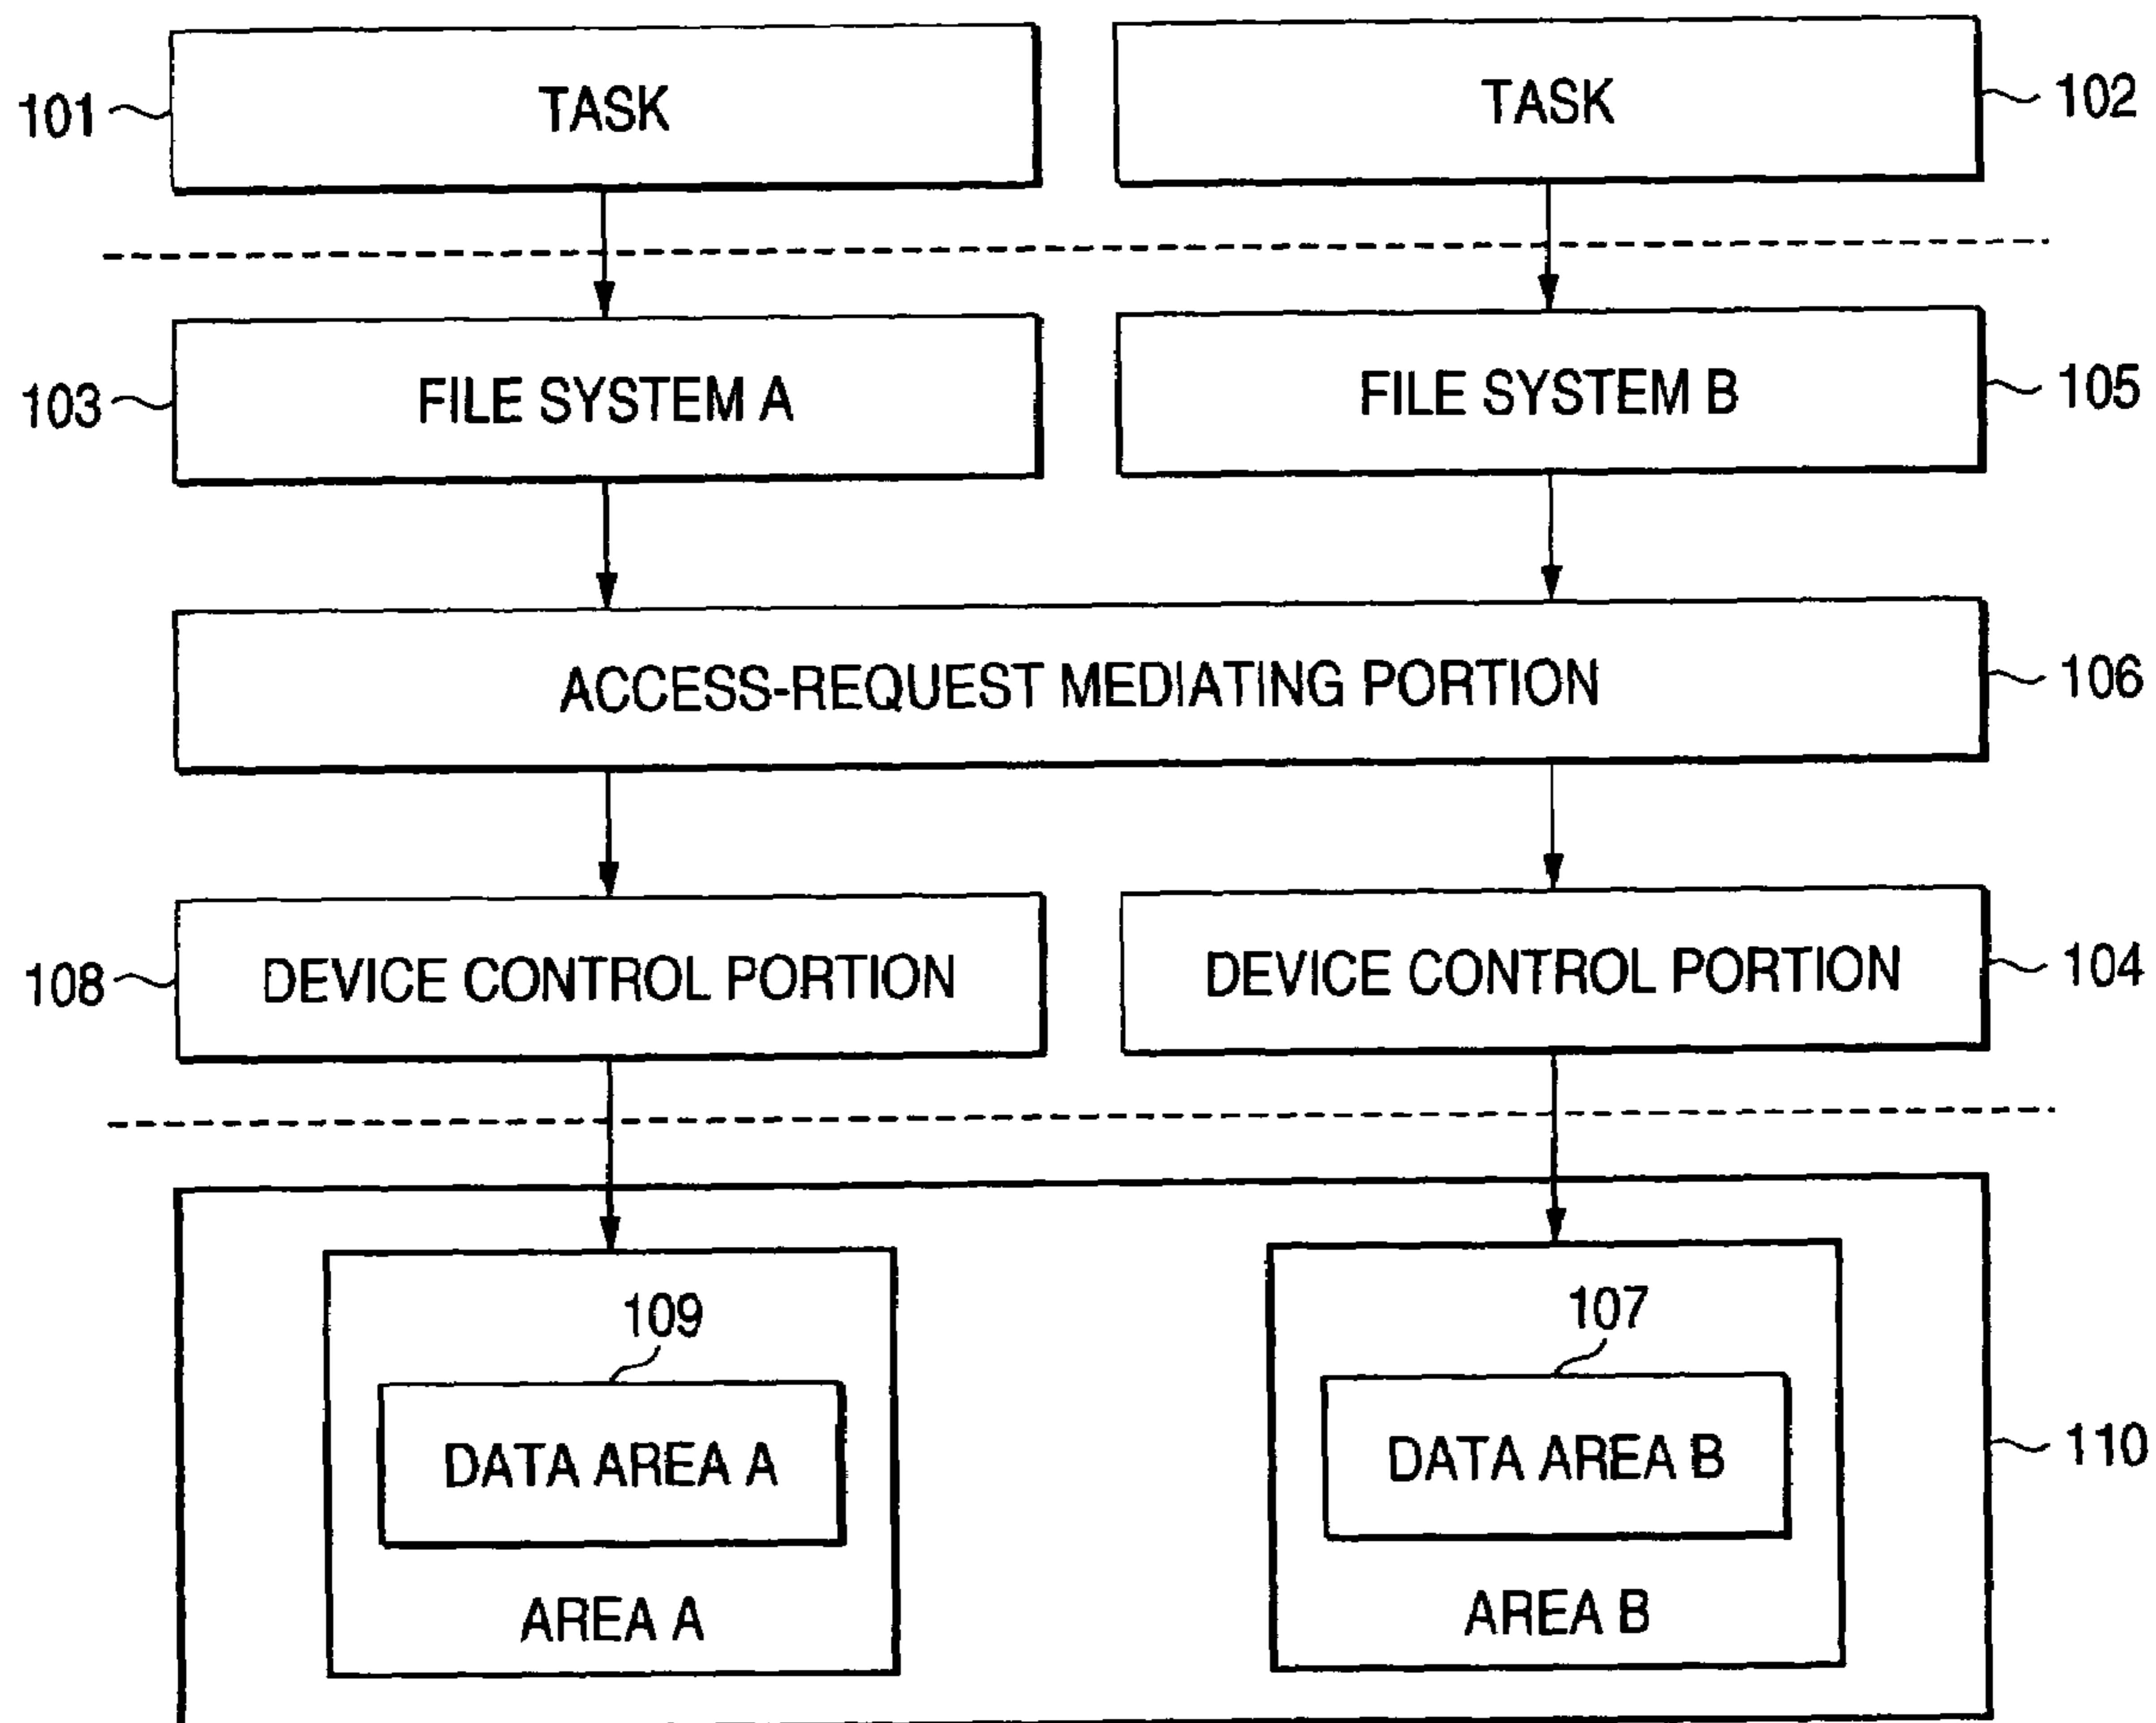 TASK
TASK
101
102
FILE SYSTEM A
FILE SYSTEM B
103
105
ACCESS-REQUEST MEDIATING PORTION
106
DEVICE CONTROL PORTION
DEVICE CONTROL PORTION
108
104
109
107
DATA AREA A
DATA AREA B
110
AREA A
AREA B